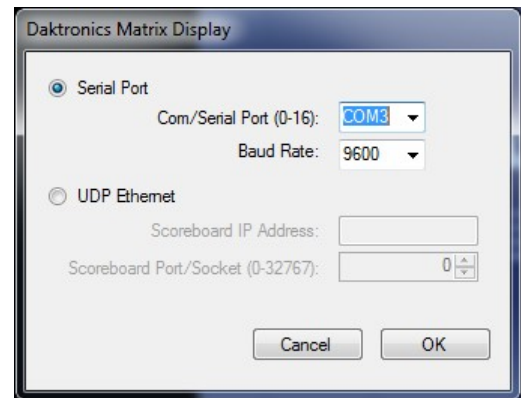 Daktronics Matrix Display
Serial Port
Com/Serial Port (0-16): COM3
Baud Rate: 9600
UDP Ethernet
Scoreboard IP Address:
Scoreboard Port/Socket (0-32767): 0
Cancel OK